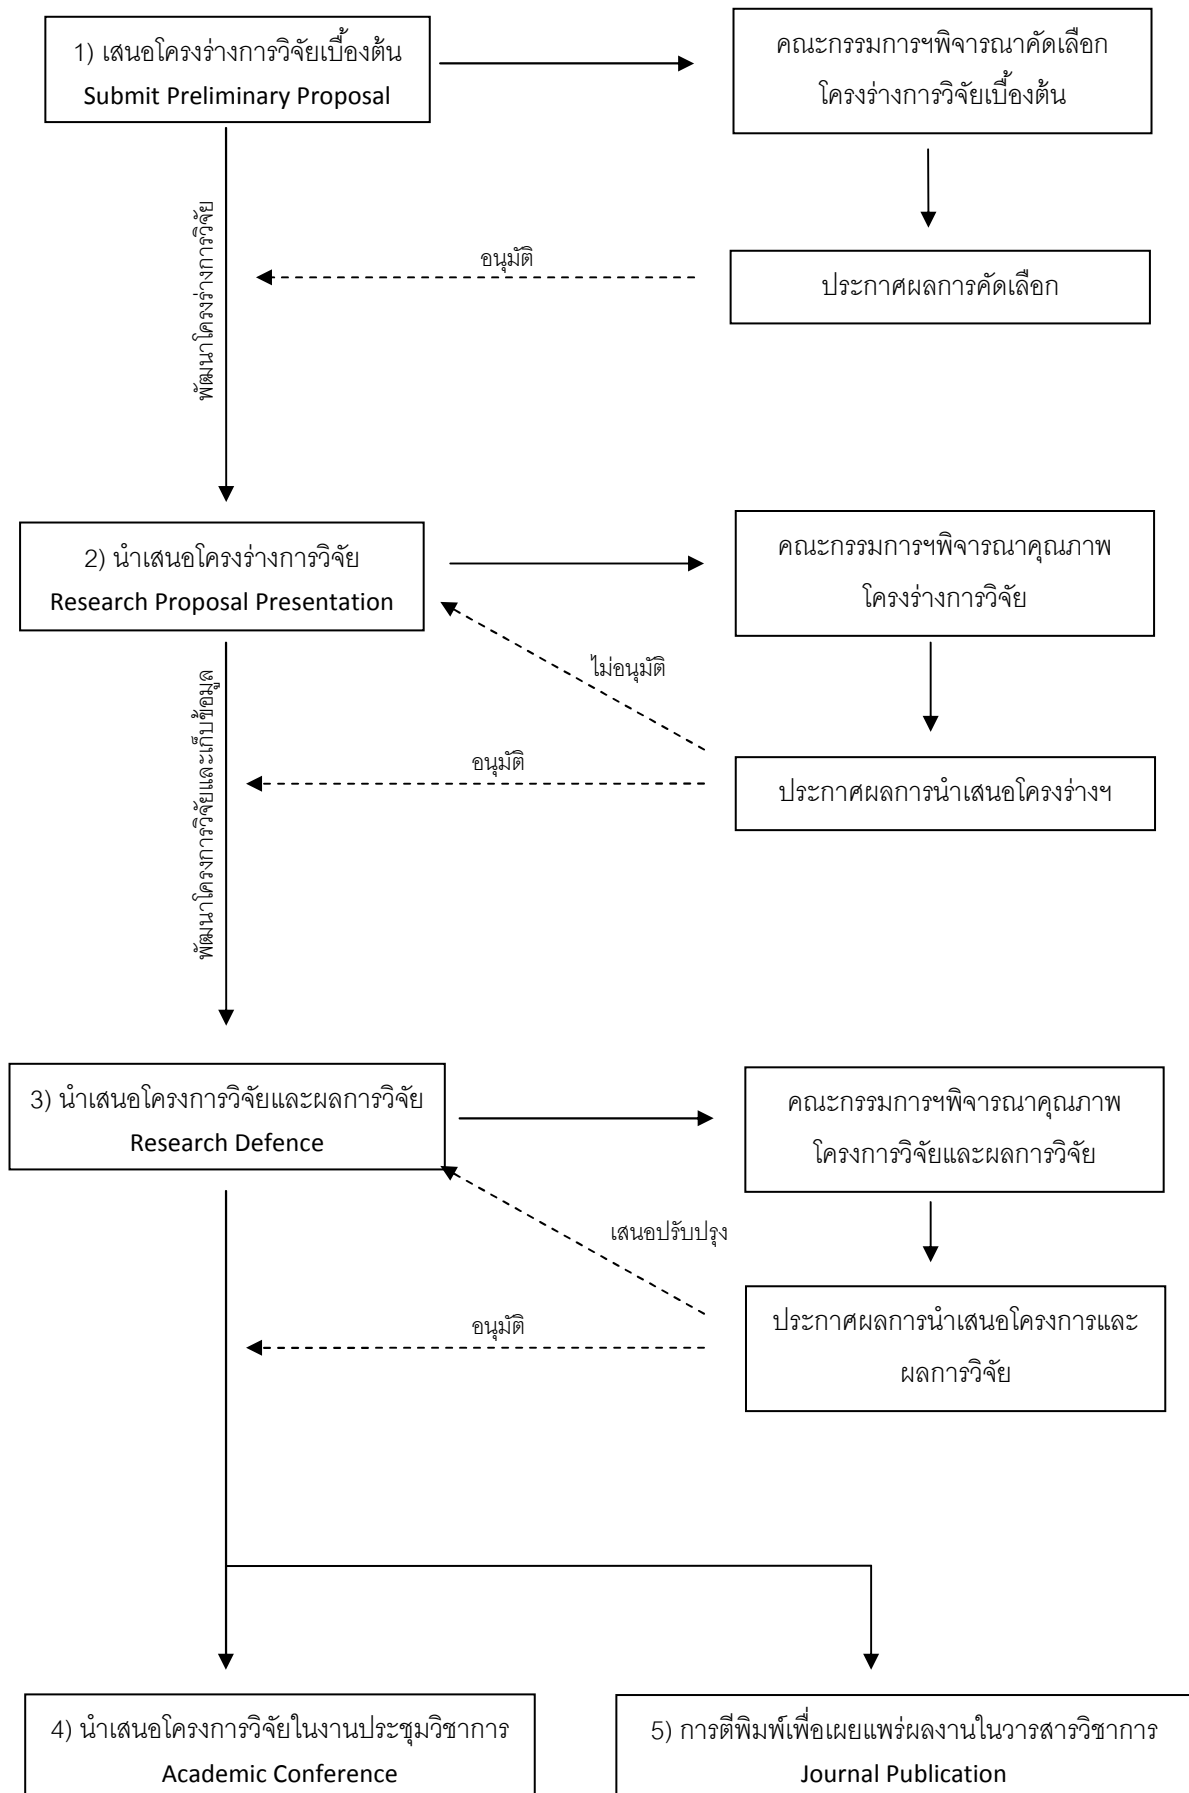 1) เสนอโครงร่างการวิจัยเบื้องต้น
Submit Preliminary Proposal
คณะกรรมการฯพิจารณาคัดเลือก
โครงร่างการวิจัยเบื้องต้น
พัฒนาโครงร่างการวิจัย
อนุมัติ
ประกาศผลการคัดเลือก
2) นำเสนอโครงร่างการวิจัย
Research Proposal Presentation
คณะกรรมการฯพิจารณาคุณภาพ
โครงร่างการวิจัย
พัฒนาโครงการวิจัยและเก็บข้อมูล
ไม่อนุมัติ
อนุมัติ
ประกาศผลการนำเสนอโครงร่างฯ
3) นำเสนอโครงการวิจัยและผลการวิจัย
Research Defence
คณะกรรมการฯพิจารณาคุณภาพ
โครงการวิจัยและผลการวิจัย
เสนอปรับปรุง
อนุมัติ
ประกาศผลการนำเสนอโครงการและ
ผลการวิจัย
4) นำเสนอโครงการวิจัยในงานประชุมวิชาการ
Academic Conference
5) การตีพิมพ์เพื่อเผยแพร่ผลงานในวารสารวิชาการ
Journal Publication